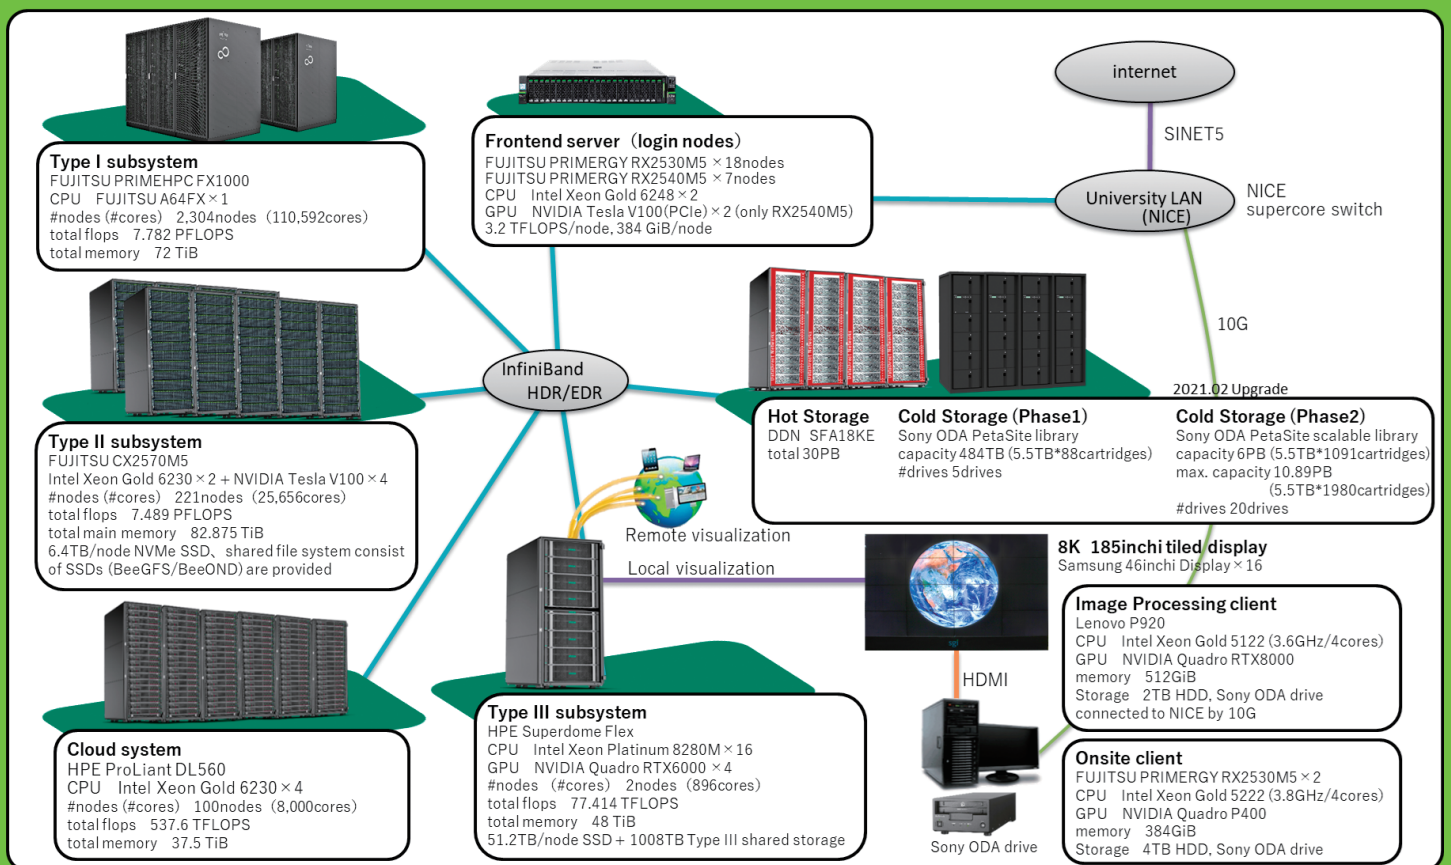 internet
SINET5
University LAN
(NICE)
NICE
supercore switch
10G
Frontend server（login nodes）
FUJITSU PRIMERGY RX2530M5 ×18nodes
FUJITSU PRIMERGY RX2540M5 ×7nodes
CPU　Intel Xeon Gold 6248 ×2
GPU　NVIDIA Tesla V100(PCIe) ×2 (only RX2540M5)
3.2 TFLOPS/node, 384 GiB/node
Type I subsystem
FUJITSU PRIMEHPC FX1000
CPU　FUJITSU A64FX ×1
#nodes (#cores)　2,304nodes（110,592cores）
total flops　7.782 PFLOPS
total memory　72 TiB
InfiniBand
HDR/EDR
2021.02 Upgrade
Hot Storage
DDN　SFA18KE
total 30PB
Cold Storage (Phase1)
Sony ODA PetaSite library
capacity 484TB (5.5TB*88cartridges)
#drives 5drives
Cold Storage (Phase2)
Sony ODA PetaSite scalable library
capacity 6PB (5.5TB*1091cartridges)
max. capacity 10.89PB
(5.5TB*1980cartridges)
#drives 20drives
Type II subsystem
FUJITSU CX2570M5
Intel Xeon Gold 6230 ×2 + NVIDIA Tesla V100 ×4
#nodes (#cores)　221nodes（25,656cores）
total flops　7.489 PFLOPS
total main memory　82.875 TiB
6.4TB/node NVMe SSD、shared file system consist
of SSDs (BeeGFS/BeeOND) are provided
Remote visualization
Local visualization
8K 185inchi tiled display
Samsung 46inchi Display×16
HDMI
Image Processing client
Lenovo P920
CPU　Intel Xeon Gold 5122 (3.6GHz/4cores)
GPU　NVIDIA Quadro RTX8000
memory　512GiB
Storage　2TB HDD, Sony ODA drive
connected to NICE by 10G
Type III subsystem
HPE Superdome Flex
CPU　Intel Xeon Platinum 8280M ×16
GPU　NVIDIA Quadro RTX6000 ×4
#nodes（#cores）　2nodes（896cores）
total flops　77.414 TFLOPS
total memory　48 TiB
51.2TB/node SSD + 1008TB Type III shared storage
Cloud system
HPE ProLiant DL560
CPU　Intel Xeon Gold 6230 ×4
#nodes (#cores)　100nodes（8,000cores）
total flops　537.6 TFLOPS
total memory　37.5 TiB
Onsite client
FUJITSU PRIMERGY RX2530M5 ×2
CPU　Intel Xeon Gold 5222 (3.8GHz/4cores)
GPU　NVIDIA Quadro P400
memory　384GiB
Storage　4TB HDD, Sony ODA drive
Sony ODA drive